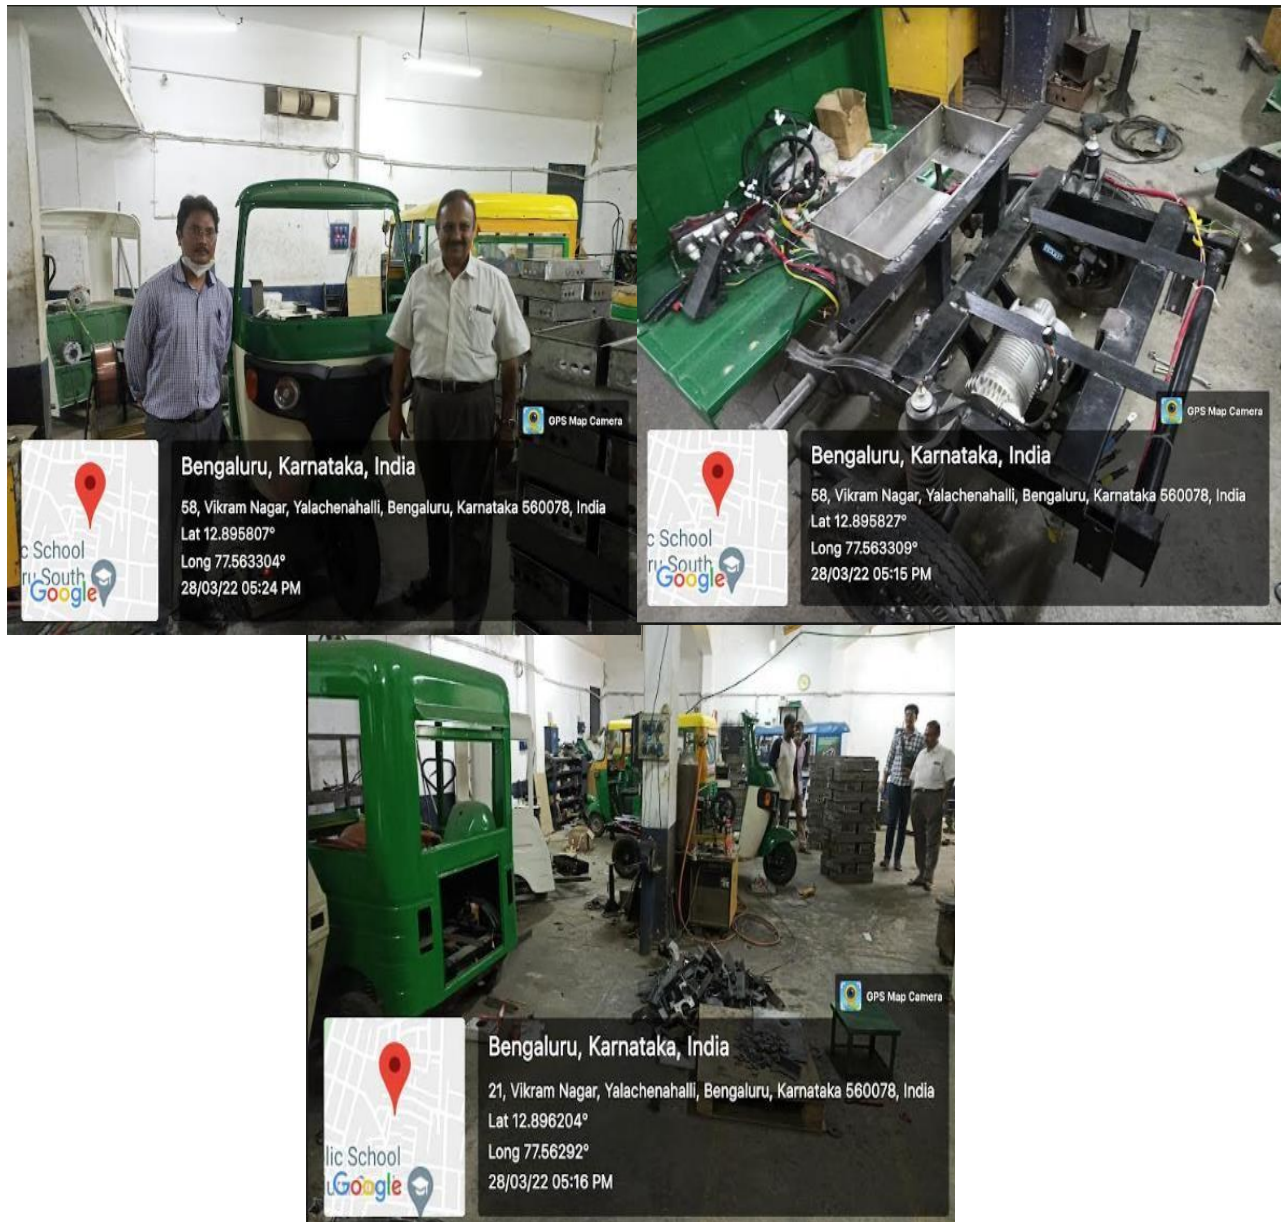 GPS Map Camera
Bengaluru, Karnataka, India
58, Vikram Nagar, Yalachenahalli, Bengaluru, Karnataka 560078, India
Lat 12.895807°
Long 77.563304°
28/03/22 05:24 PM
c School
ru South
Google
GPS Map Camera
Bengaluru, Karnataka, India
58, Vikram Nagar, Yalachenahalli, Bengaluru, Karnataka 560078, India
Lat 12.895827°
Long 77.563309°
28/03/22 05:15 PM
c School
ru South
Google
GPS Map Camera
Bengaluru, Karnataka, India
21, Vikram Nagar, Yalachenahalli, Bengaluru, Karnataka 560078, India
Lat 12.896204°
Long 77.56292°
28/03/22 05:16 PM
lic School
Google